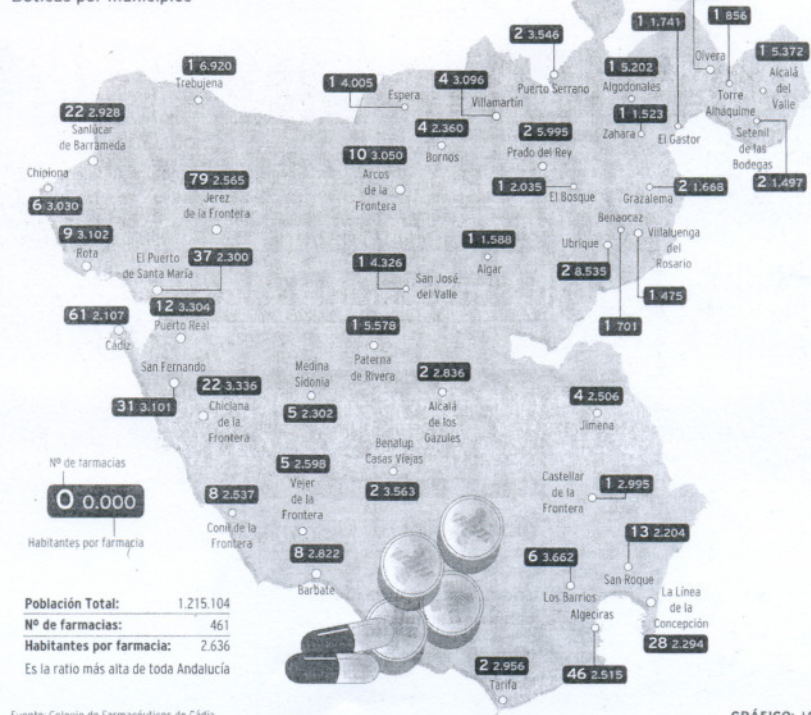 Boticas por municipios
1 6.920
Trebujena
22 2.928
Sanlúcar
de Barrameda
Chipiona
6 3.030
9 3.102
Rota
79 2.565
Jerez
de la Frontera
El Puerto
de Santa María
37 2.300
61 2.107
Cádiz
12 3.304
Puerto Real
San Fernando
31 3.101
22 3.336
Chiclana
de la
Frontera
1 4.005
Espera
4 3.096
Villamartín
2 3.546
Puerto Serrano
4 2.360
Bornos
10 3.050
Arcos
de la
Frontera
2 5.995
Prado del Rey
1 2.035
El Bosque
1 5.202
Algodonales
1 1.523
Zahara
1 1.741
El Gastor
Olvera
1 856
Torre
Alháquime
1 5.372
Alcalá
del
Valle
Setenil
de las
Bodegas
2 1.497
Grazalema
2 1.668
Benaocaz
1 701
Villaluenga
del
Rosario
1 475
Ubrique
2 8.535
1 1.588
Algar
1 4.326
San José
del Valle
1 5.578
Paterna
de Rivera
Medina
Sidonia
5 2.302
2 2.836
Alcalá
de los
Gazules
Benalup
Casas Viejas
2 3.563
4 2.506
Jimena
5 2.598
Vejer
de la
Frontera
8 2.537
Conil de la
Frontera
8 2.822
Barbate
Castellar
de la
Frontera
1 2.995
13 2.204
San Roque
6 3.662
Los Barrios
La Línea
de la
Concepción
28 2.294
Algeciras
46 2.515
2 2.956
Tarifa
Nº de farmacias
0 0.000
Habitantes por farmacia
Población Total: 1.215.104
Nº de farmacias: 461
Habitantes por farmacia: 2.636
Es la ratio más alta de toda Andalucía
Fuente: Colegio de Farmacéuticos de Cádiz
GRÁFICO: